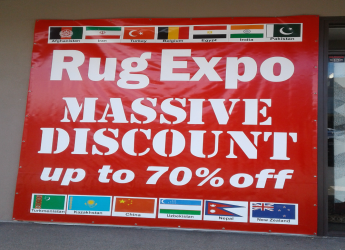 Afghanistan Iran Turkey Belgium Egypt India Pakistan
Rug Expo
MASSIVE
DISCOUNT
up to 70% off
Turkmenistan Kazakhstan China Uzbekistan Nepal New Zealand